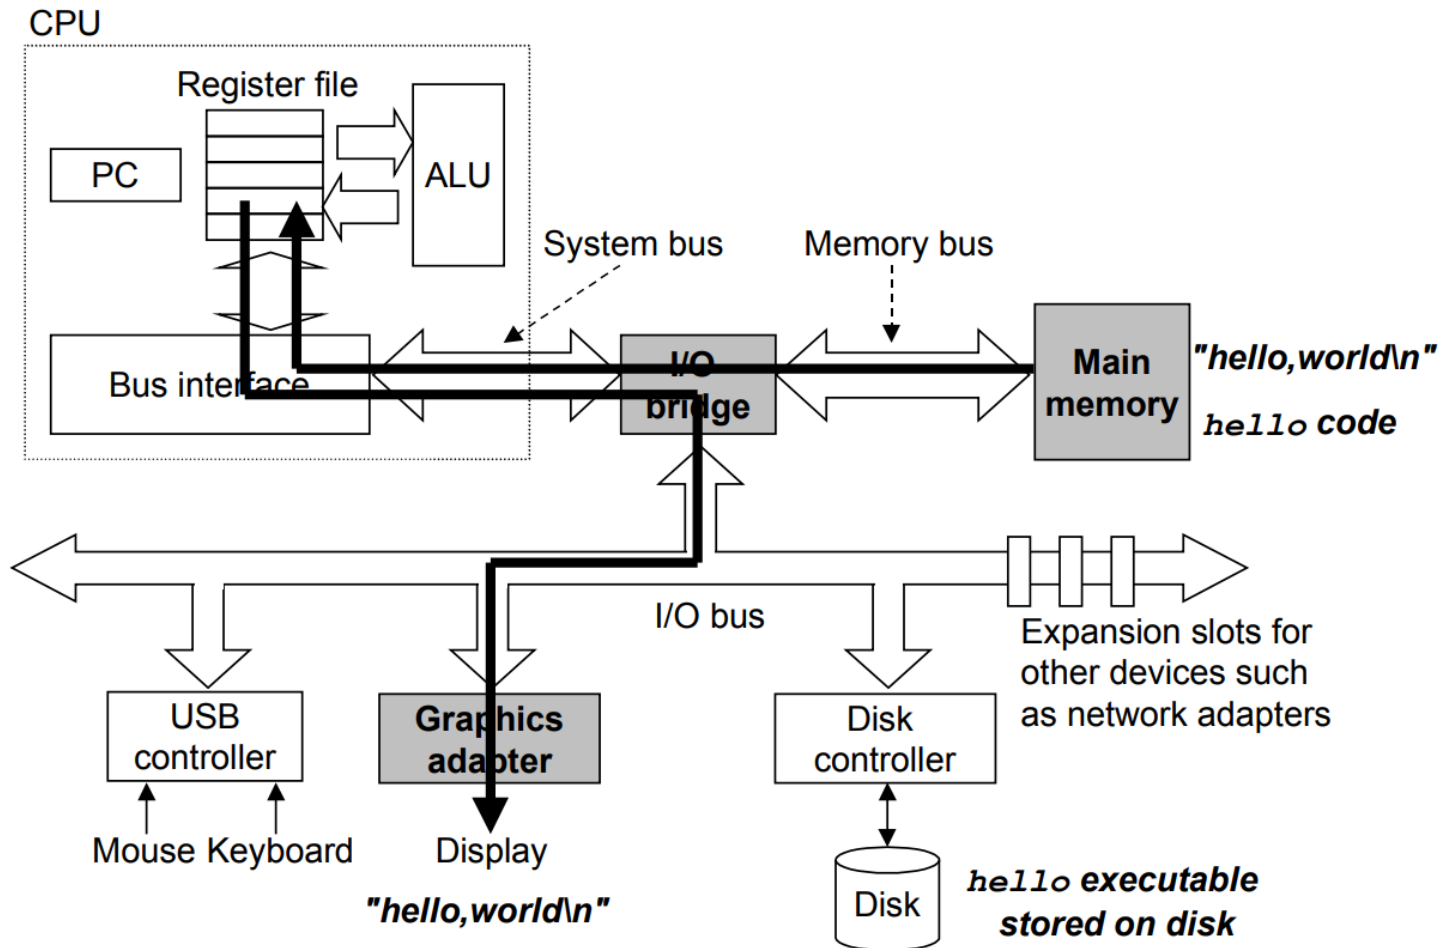 CPU
Register file
PC
ALU
System bus
Memory bus
Bus interface
I/O
bridge
Main
memory
"hello,world\n"
hello code
I/O bus
Expansion slots for
other devices such
as network adapters
USB
controller
Graphics
adapter
Disk
controller
Mouse
Keyboard
Display
"hello,world\n"
Disk
hello executable
stored on disk